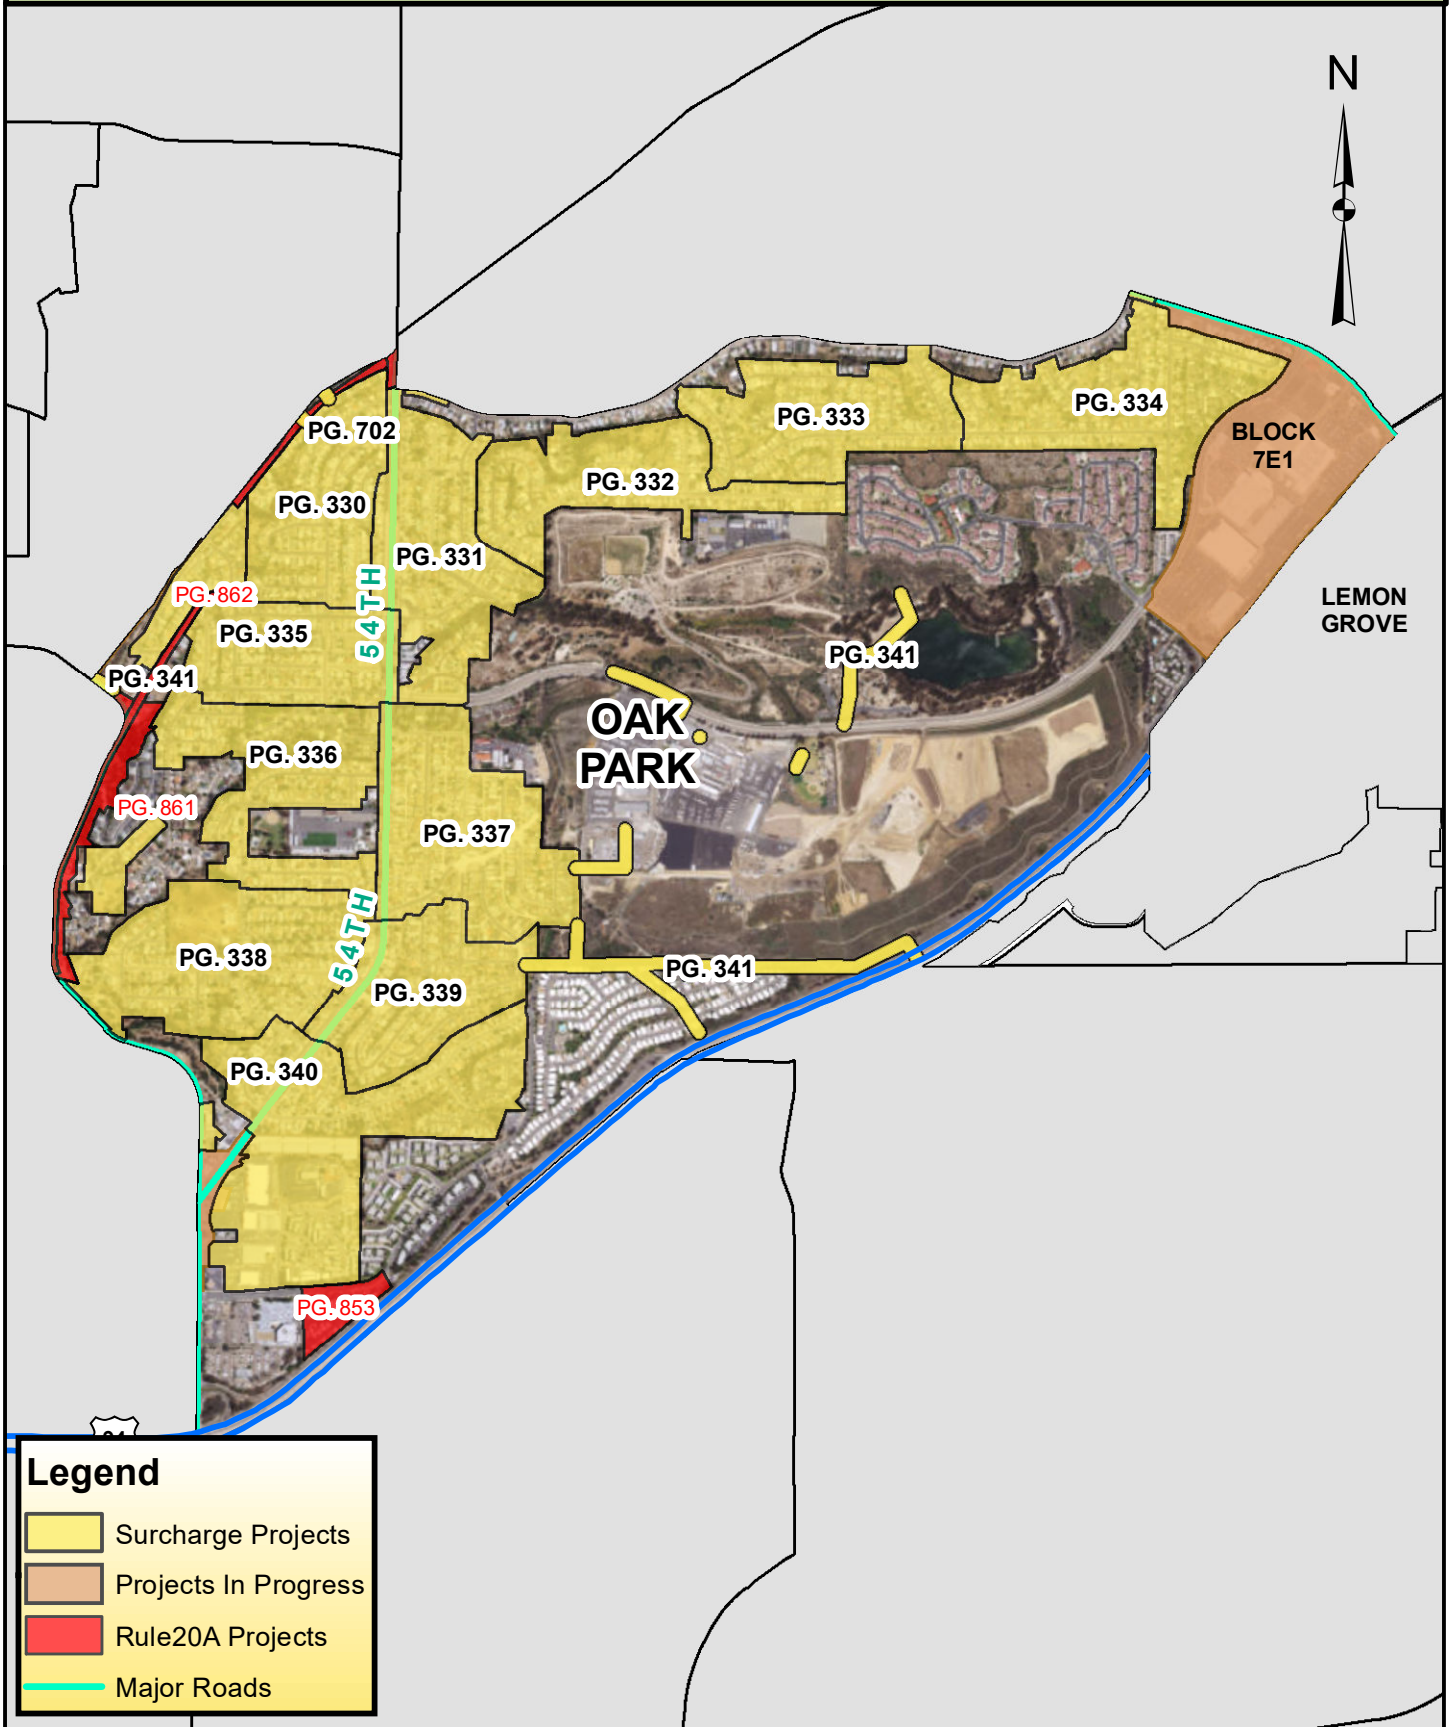 N
PG. 333
PG. 334
PG. 702
BLOCK
7E1
PG. 332
PG. 330
PG. 331
54TH
PG. 862
LEMON
GROVE
PG. 335
PG. 341
PG. 341
OAK
PARK
PG. 336
PG. 861
PG. 337
54TH
PG. 338
PG. 341
PG. 339
PG. 340
PG. 853
Legend
Surcharge Projects
Projects In Progress
Rule20A Projects
Major Roads